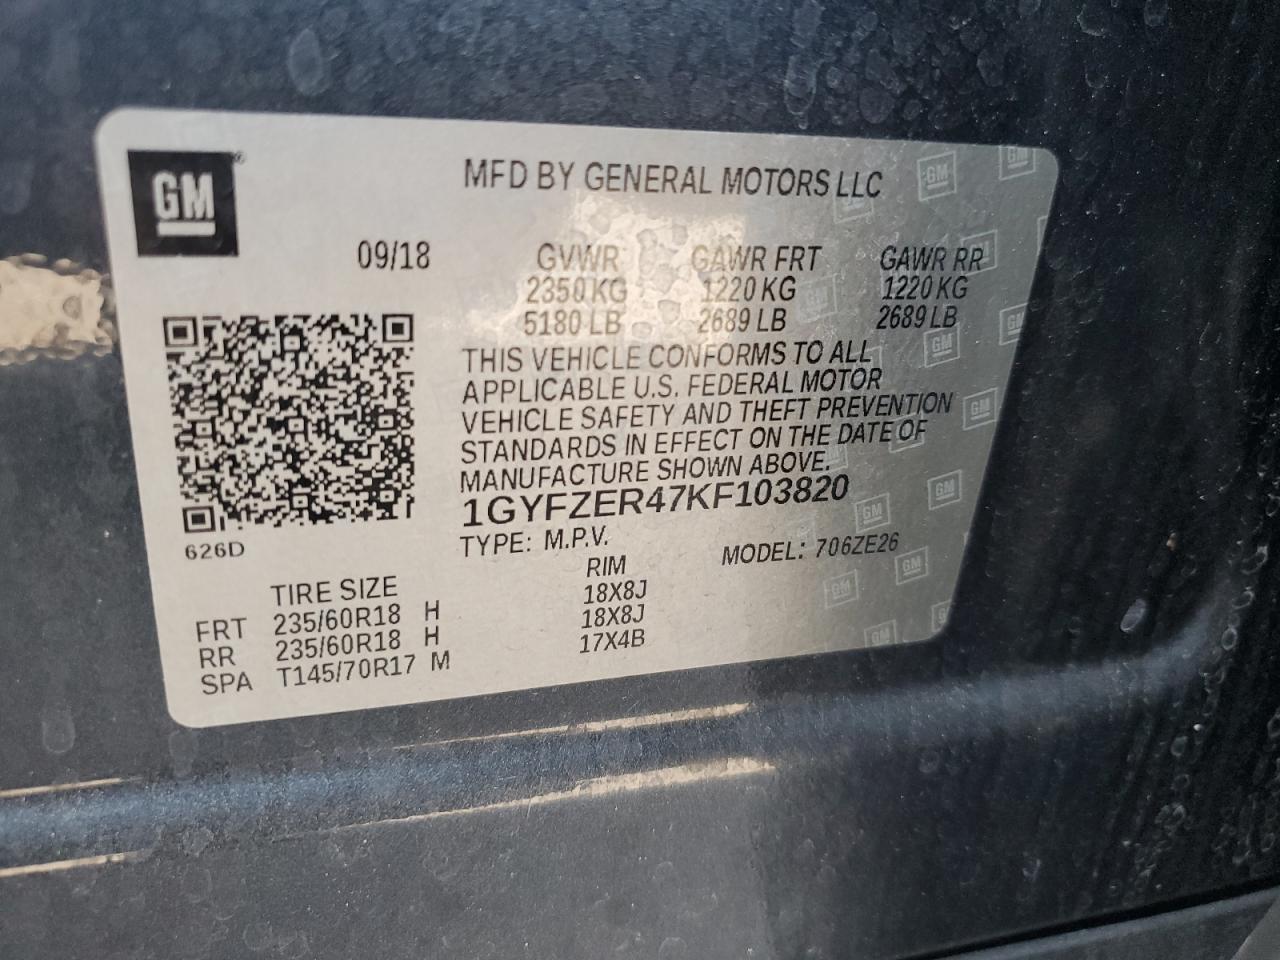 GM
MFD BY GENERAL MOTORS LLC
09/18 GVWR GAWR FRT GAWR RR
2350 KG 1220 KG 1220 KG
5180 LB 2689 LB 2689 LB
THIS VEHICLE CONFORMS TO ALL
APPLICABLE U.S. FEDERAL MOTOR
VEHICLE SAFETY AND THEFT PREVENTION
STANDARDS IN EFFECT ON THE DATE OF
MANUFACTURE SHOWN ABOVE.
1GYFZER47KF103820
626D
TYPE: M.P.V. MODEL: 706ZE26
TIRE SIZE RIM
FRT 235/60R18 H 18X8J
RR 235/60R18 H 18X8J
SPA T145/70R17 M 17X4B